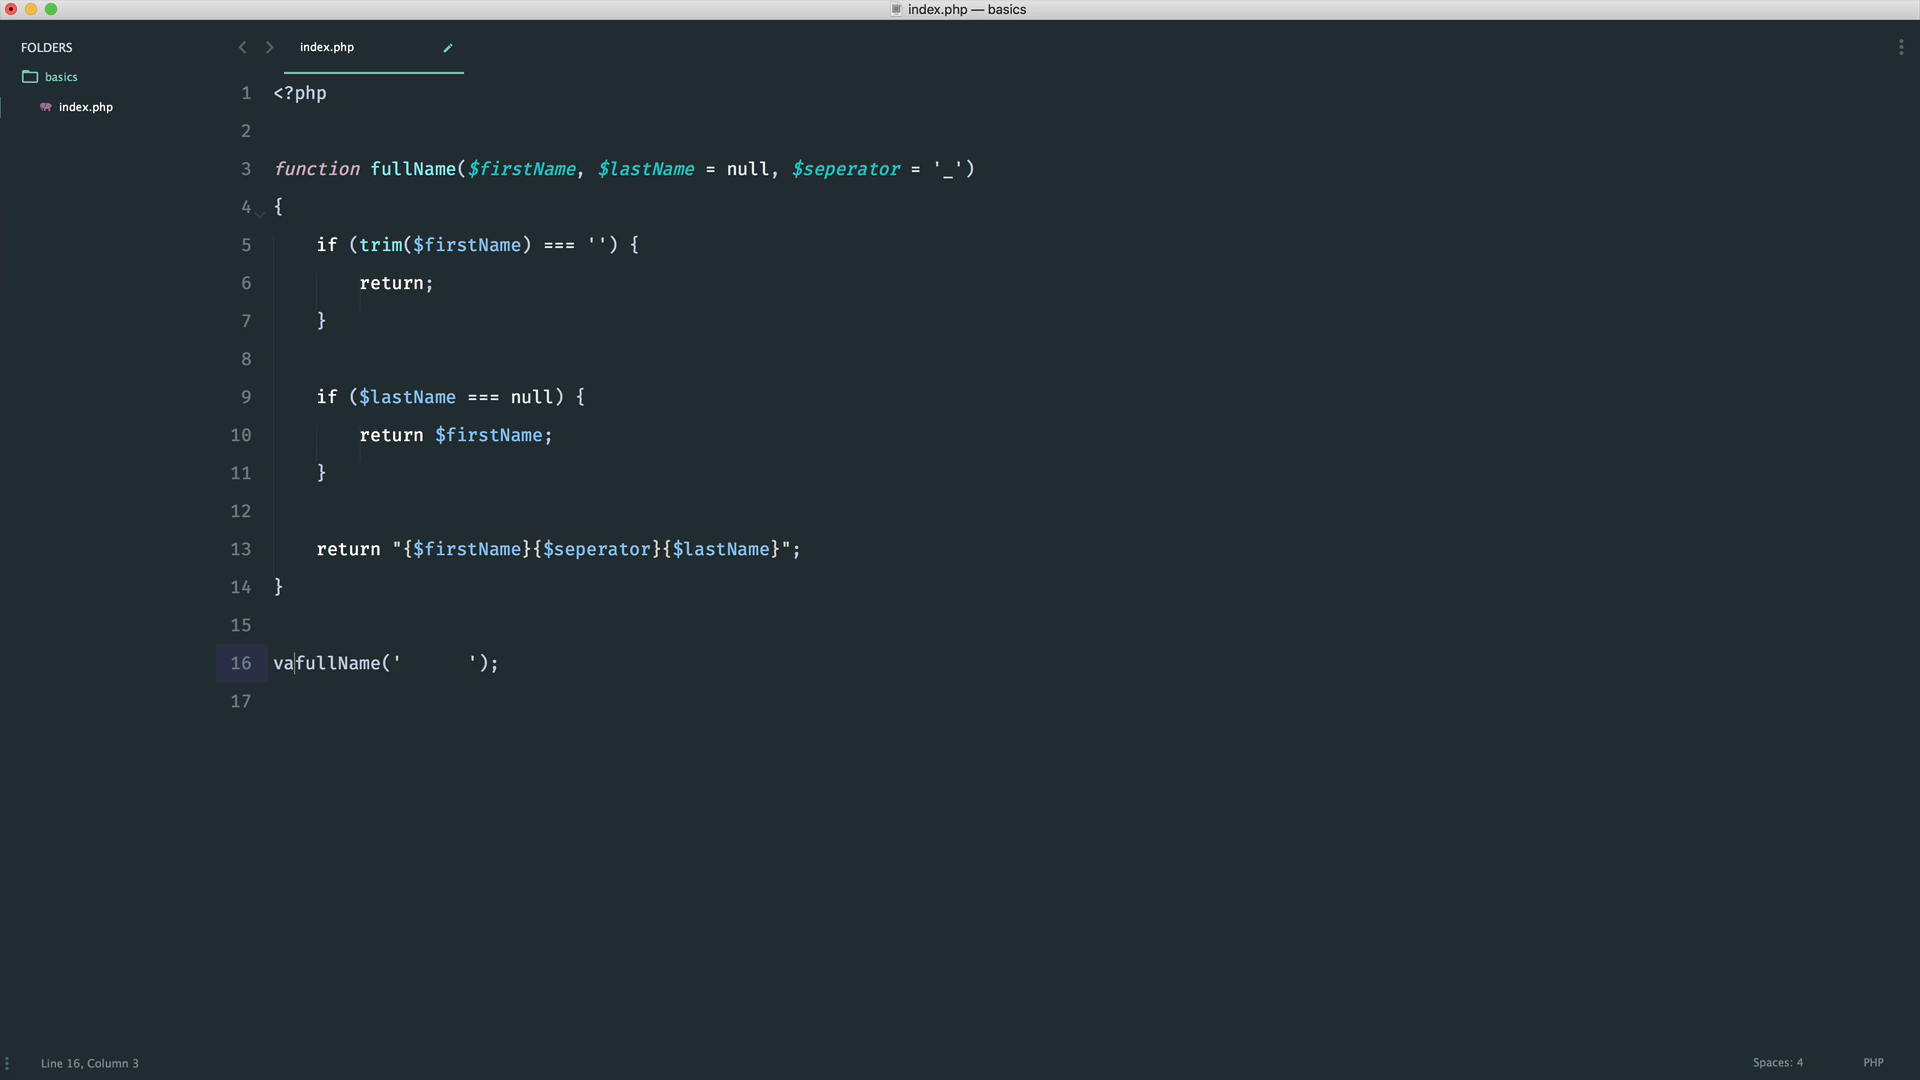 index.php — basics
FOLDERS
basics
index.php
index.php
1 <?php
2
3 function fullName($firstName, $lastName = null, $seperator = '_')
4 {
5     if (trim($firstName) === '') {
6         return;
7     }
8
9     if ($lastName === null) {
10         return $firstName;
11     }
12
13     return "{$firstName}{$seperator}{$lastName}";
14 }
15
16 vafullName('      ');
17
Line 16, Column 3
Spaces: 4
PHP